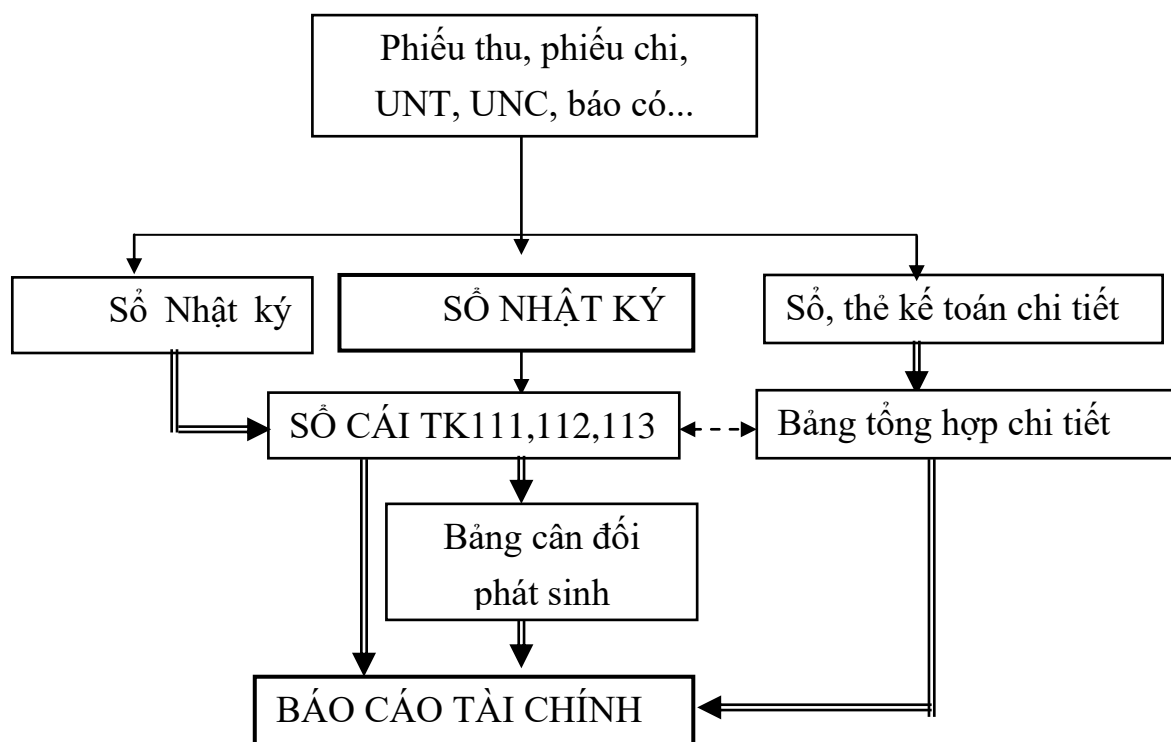 Phiếu thu, phiếu chi,
UNT, UNC, báo có...
Sổ Nhật ký
SỔ NHẬT KÝ
Sổ, thẻ kế toán chi tiết
SỔ CÁI TK111,112,113
Bảng tổng hợp chi tiết
Bảng cân đối
phát sinh
BÁO CÁO TÀI CHÍNH